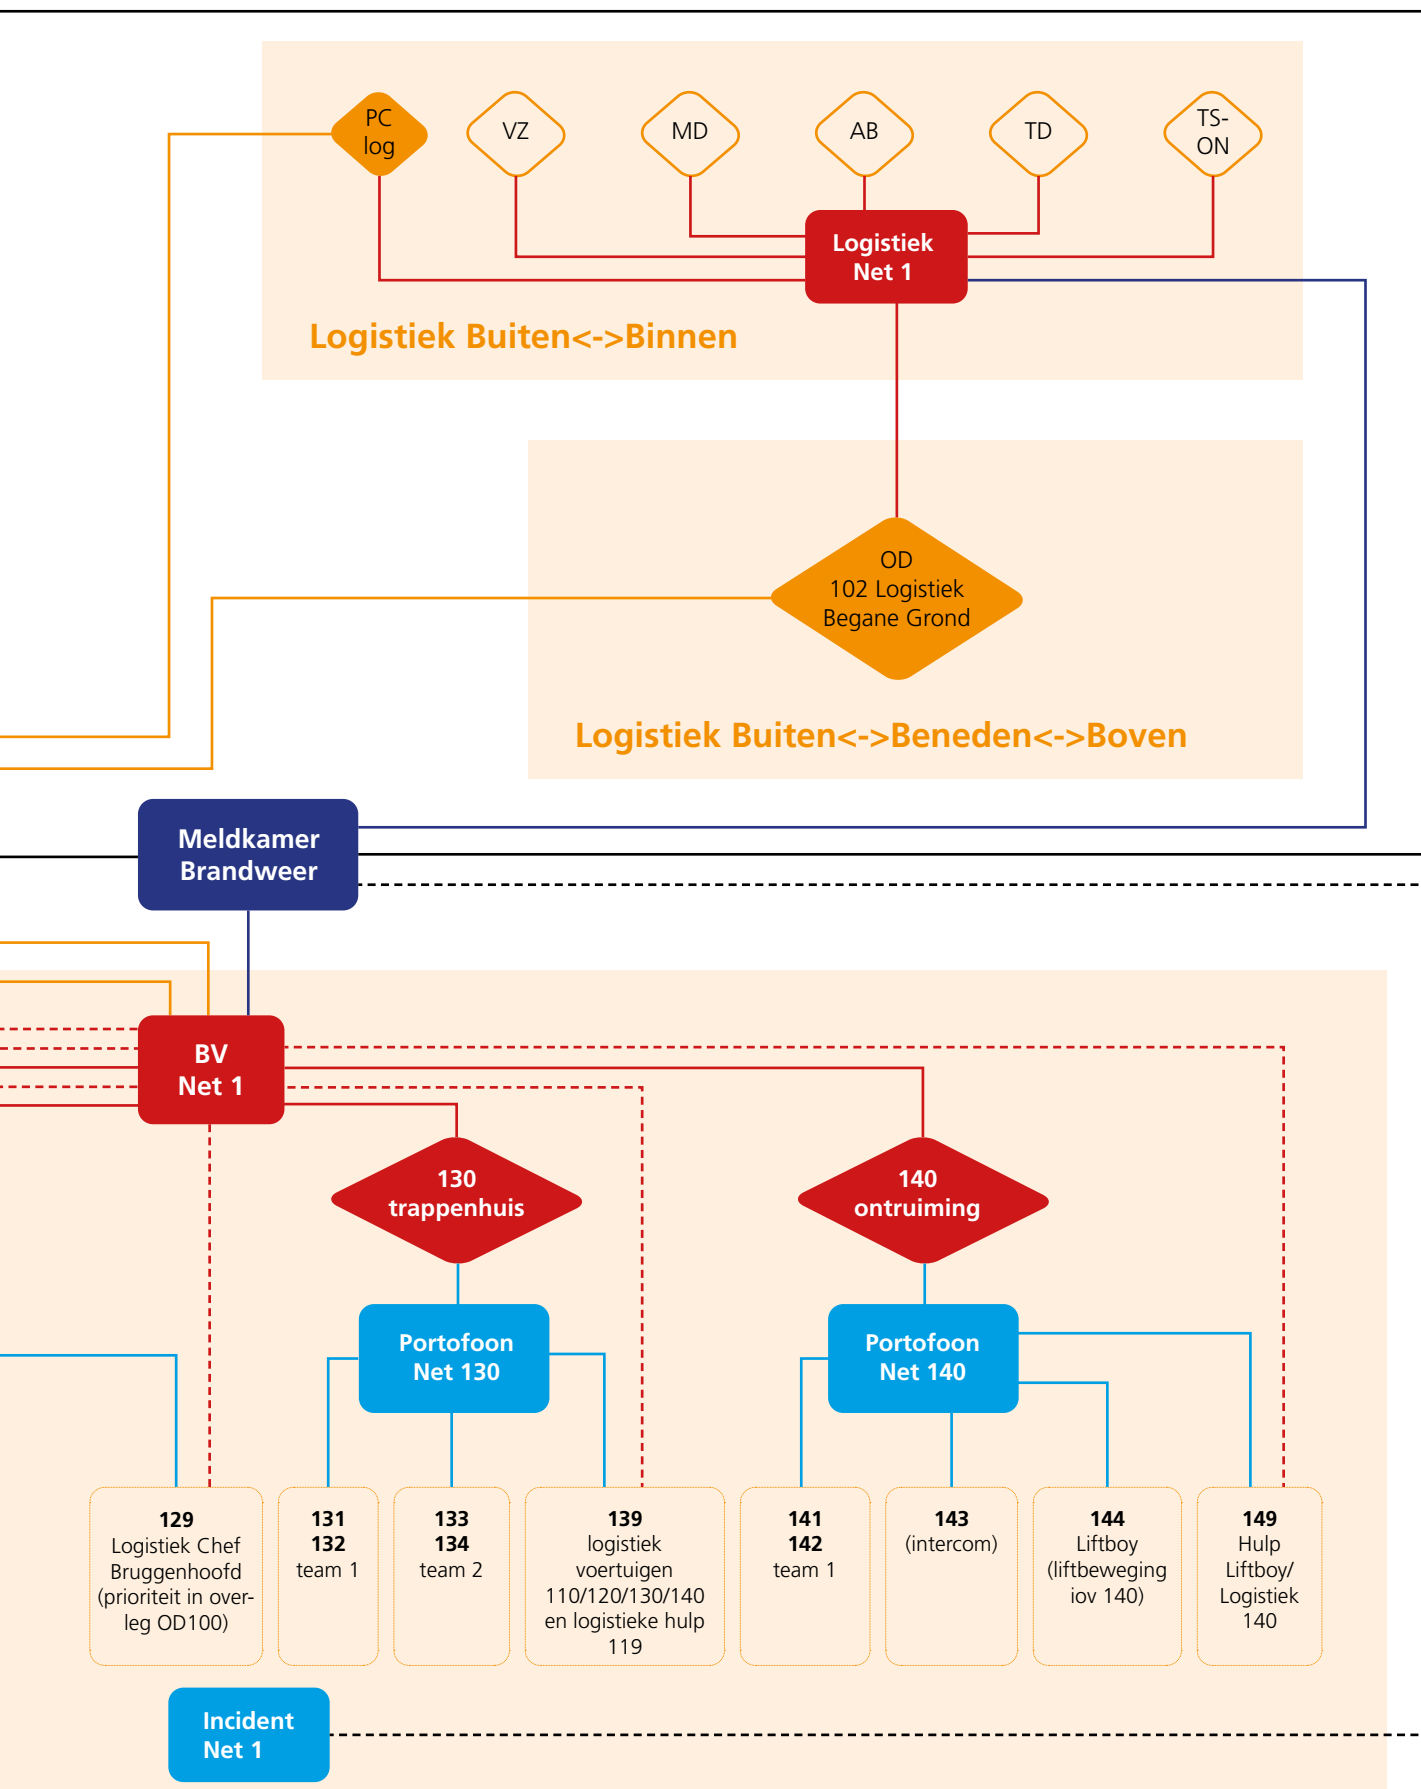 PC
log
VZ
MD
AB
TD
TS-
ON
Logistiek
Net 1
Logistiek Buiten<->Binnen
OD
102 Logistiek
Begane Grond
Logistiek Buiten<->Beneden<->Boven
Meldkamer
Brandweer
BV
Net 1
130
trappenhuis
140
ontruiming
Portofoon
Net 130
Portofoon
Net 140
129
Logistiek Chef
Bruggenhoofd
(prioriteit in over-
leg OD100)
131
132
team 1
133
134
team 2
139
logistiek
voertuigen
110/120/130/140
en logistieke hulp
119
141
142
team 1
143
(intercom)
144
Liftboy
(liftbeweging
iov 140)
149
Hulp
Liftboy/
Logistiek
140
Incident
Net 1